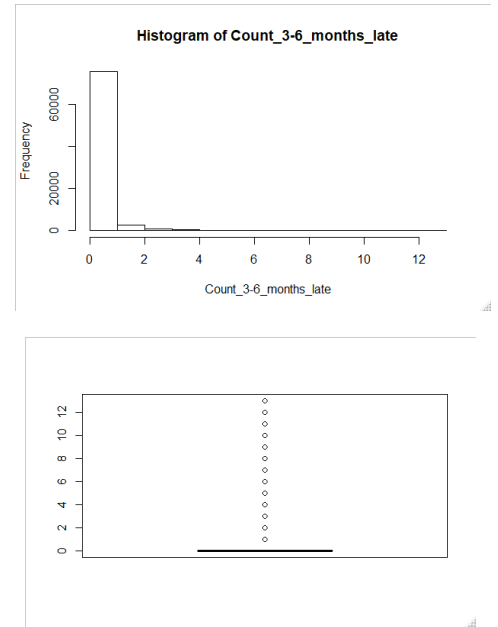 Histogram of Count_3-6_months_late
Frequency
60000
20000
0
0 2 4 6 8 10 12
Count_3-6_months_late
12
10
8
6
4
2
0